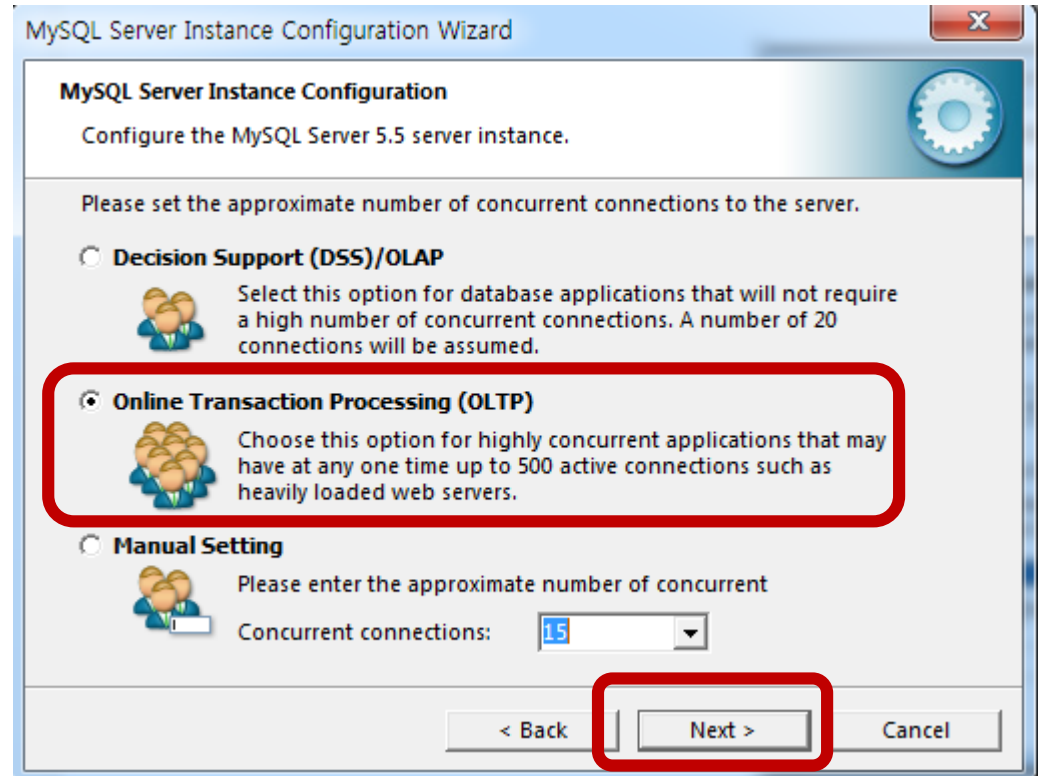 MySQL Server Instance Configuration Wizard
MySQL Server Instance Configuration
Configure the MySQL Server 5.5 server instance.
Please set the approximate number of concurrent connections to the server.
Decision Support (DSS)/OLAP
Select this option for database applications that will not require
a high number of concurrent connections. A number of 20
connections will be assumed.
Online Transaction Processing (OLTP)
Choose this option for highly concurrent applications that may
have at any one time up to 500 active connections such as
heavily loaded web servers.
Manual Setting
Please enter the approximate number of concurrent
Concurrent connections: 15
< Back Next > Cancel